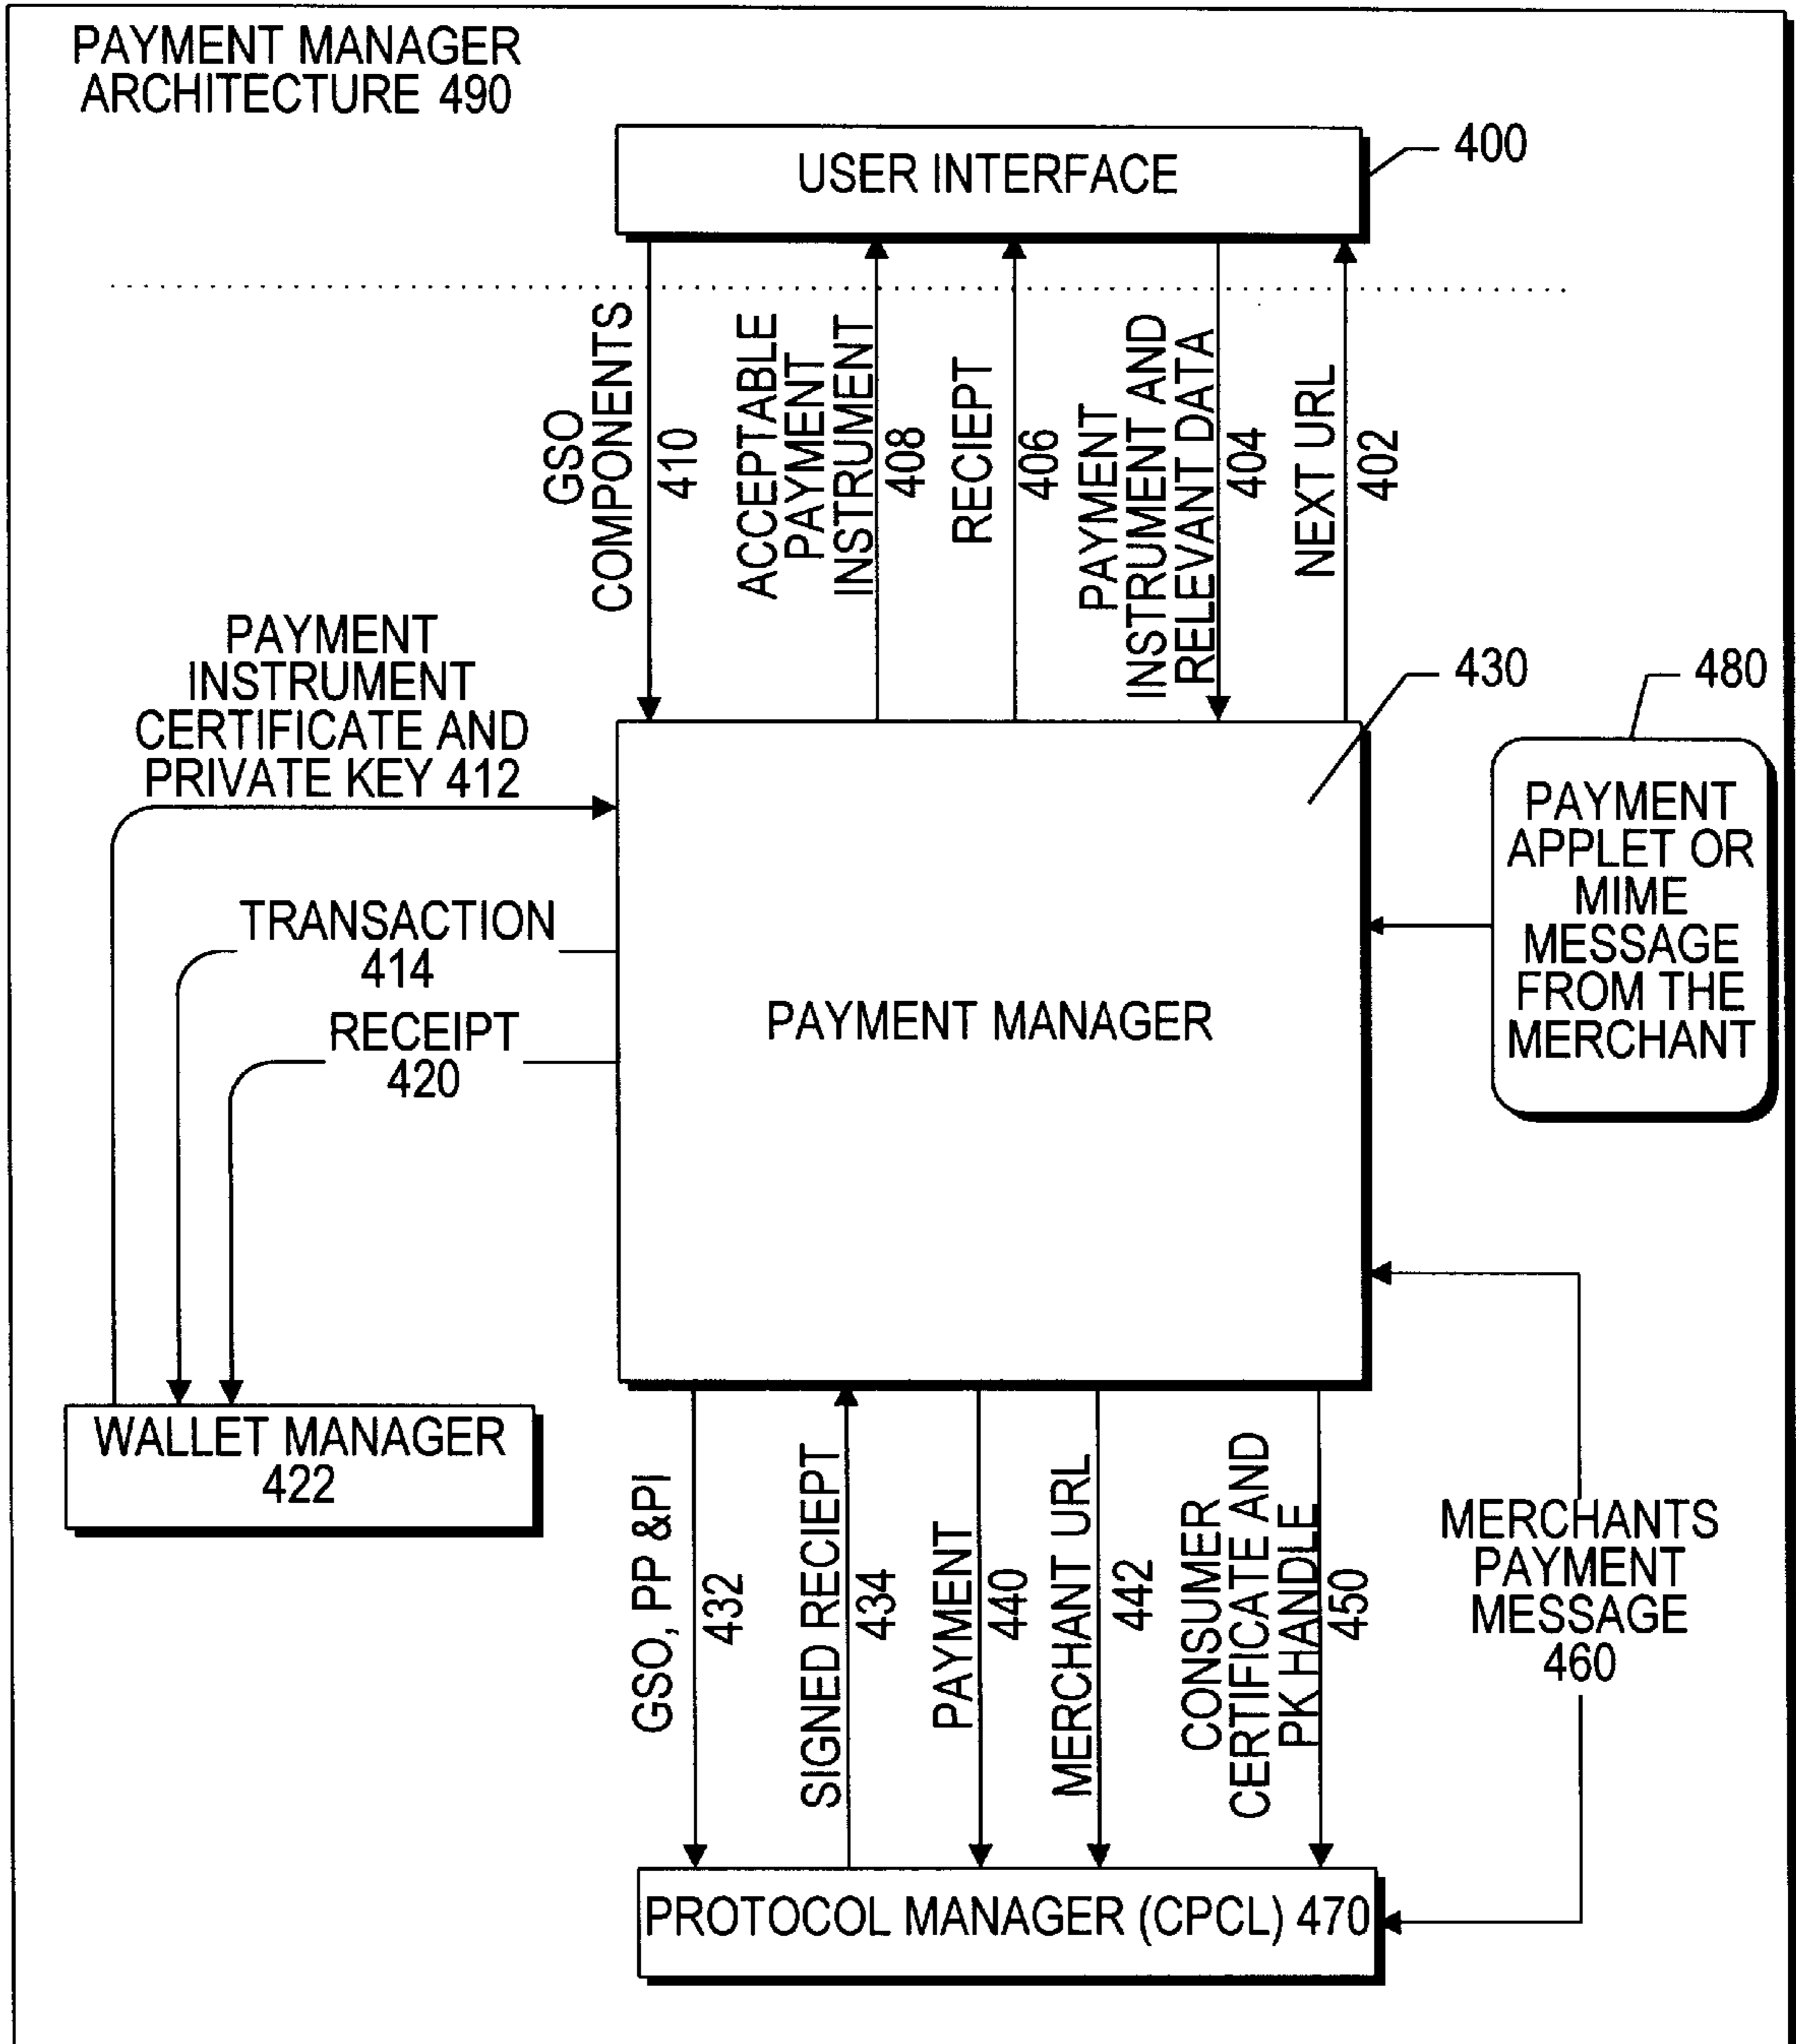 PAYMENT MANAGER
ARCHITECTURE 490
USER INTERFACE
400
GSO
COMPONENTS
410
ACCEPTABLE
PAYMENT
INSTRUMENT
408
RECIEPT
406
PAYMENT
INSTRUMENT AND
RELEVANT DATA
404
NEXT URL
402
PAYMENT
INSTRUMENT
CERTIFICATE AND
PRIVATE KEY 412
430
480
PAYMENT
APPLET OR
MIME
MESSAGE
FROM THE
MERCHANT
TRANSACTION
414
RECEIPT
420
PAYMENT MANAGER
WALLET MANAGER
422
GSO, PP &PI
432
SIGNED RECIEPT
434
PAYMENT
440
MERCHANT URL
442
CONSUMER
CERTIFICATE AND
PK HANDLE
450
MERCHANTS
PAYMENT
MESSAGE
460
PROTOCOL MANAGER (CPCL) 470